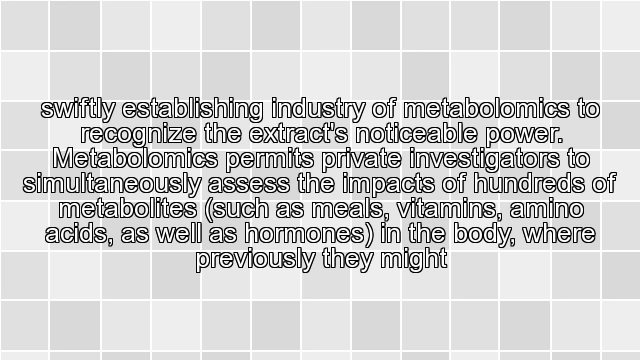 swiftly establishing industry of metabolomics to
recognize the extract's noticeable power.
Metabolomics permits private investigators to
simultaneously assess the impacts of hundreds of
metabolites (such as meals, vitamins, amino
acids, as well as hormones) in the body, where
previously they might